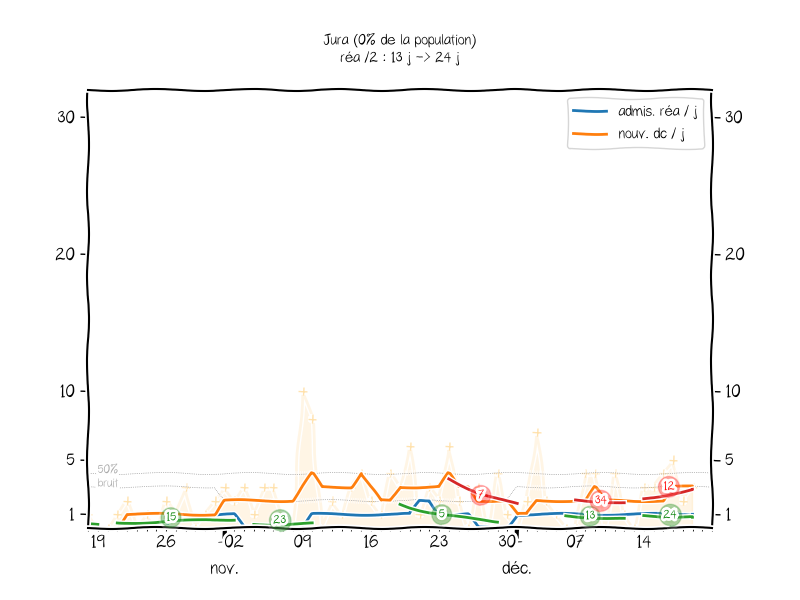 Jura (0% de la population)
réa /2 : 13 j -> 24 j
admis. réa / j
nouv. dc / j
30 30
20 20
10 10
5 5
50%
bruit
1 1
15 23 5 7 13 34 12 24
19 26 02 09 16 23 30 07 14
nov. déc.